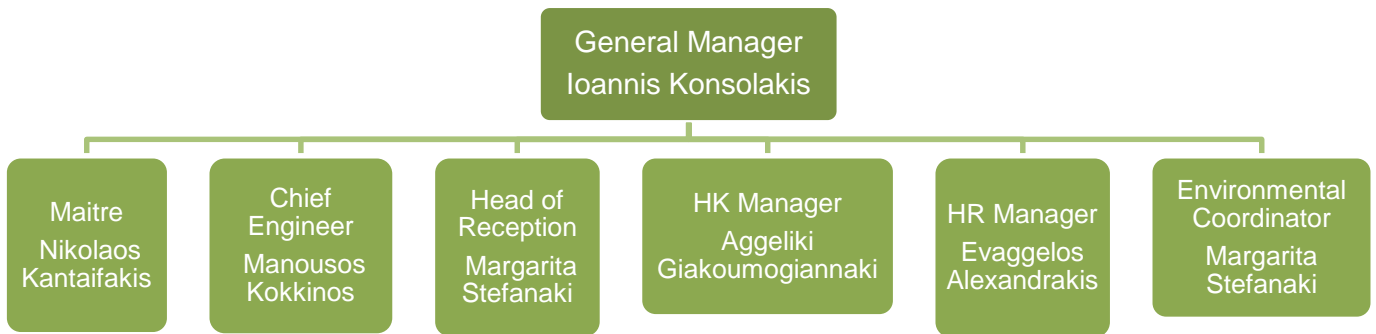 General Manager
Ioannis Konsolakis
Maitre
Nikolaos
Kantaifakis
Chief
Engineer
Manousos
Kokkinos
Head of
Reception
Margarita
Stefanaki
HK Manager
Aggeliki
Giakoumogiannaki
HR Manager
Evaggelos
Alexandrakis
Environmental
Coordinator
Margarita
Stefanaki